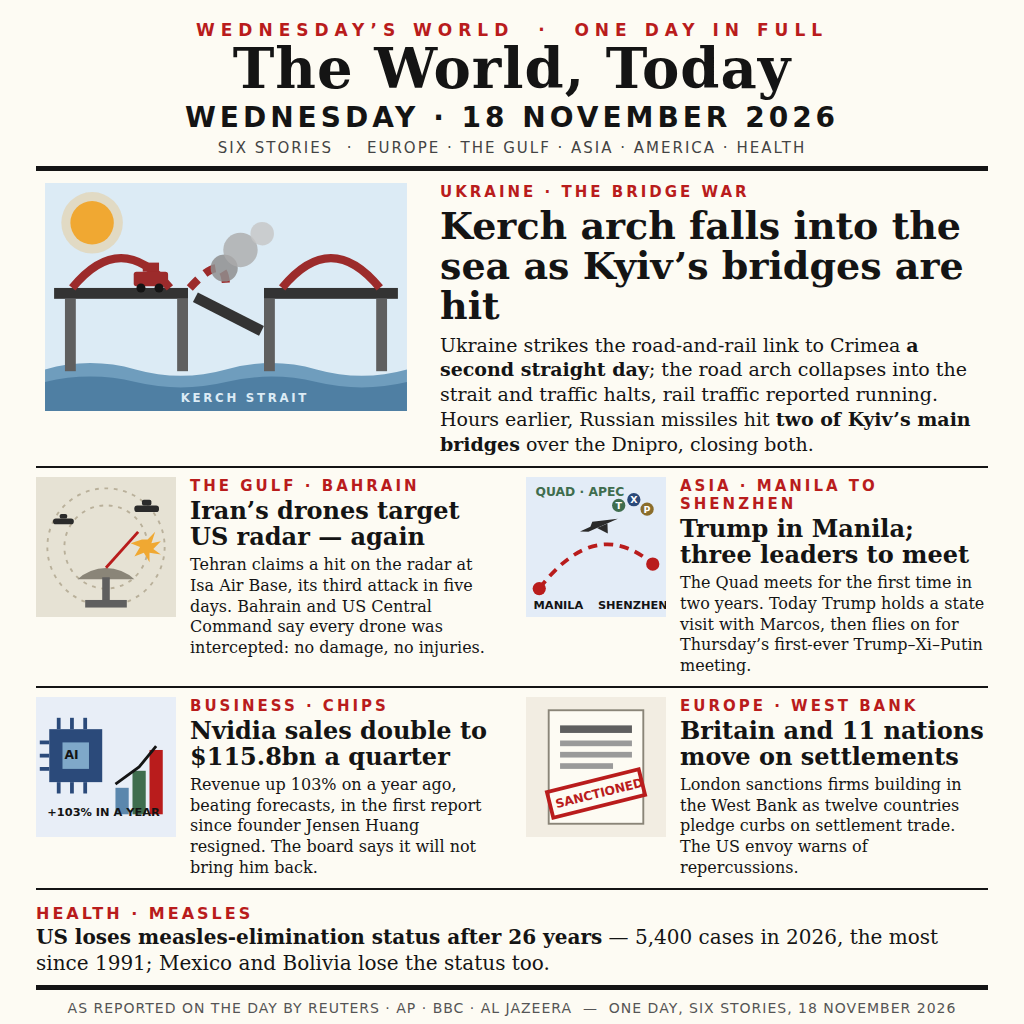 WEDNESDAY’S WORLD · ONE DAY IN FULL
The World, Today
WEDNESDAY · 18 NOVEMBER 2026
SIX STORIES · EUROPE · THE GULF · ASIA · AMERICA · HEALTH
KERCH STRAIT
UKRAINE · THE BRIDGE WAR
Kerch arch falls into the
sea as Kyiv’s bridges are
hit
Ukraine strikes the road-and-rail link to Crimea a
second straight day; the road arch collapses into the
strait and traffic halts, rail traffic reported running.
Hours earlier, Russian missiles hit two of Kyiv’s main
bridges over the Dnipro, closing both.
THE GULF · BAHRAIN
Iran’s drones target
US radar — again
Tehran claims a hit on the radar at
Isa Air Base, its third attack in five
days. Bahrain and US Central
Command say every drone was
intercepted: no damage, no injuries.
QUAD · APEC
T X P
MANILA SHENZHEN
ASIA · MANILA TO
SHENZHEN
Trump in Manila;
three leaders to meet
The Quad meets for the first time in
two years. Today Trump holds a state
visit with Marcos, then flies on for
Thursday’s first-ever Trump–Xi–Putin
meeting.
AI
+103% IN A YEAR
BUSINESS · CHIPS
Nvidia sales double to
$115.8bn a quarter
Revenue up 103% on a year ago,
beating forecasts, in the first report
since founder Jensen Huang
resigned. The board says it will not
bring him back.
SANCTIONED
EUROPE · WEST BANK
Britain and 11 nations
move on settlements
London sanctions firms building in
the West Bank as twelve countries
pledge curbs on settlement trade.
The US envoy warns of
repercussions.
HEALTH · MEASLES
US loses measles-elimination status after 26 years — 5,400 cases in 2026, the most
since 1991; Mexico and Bolivia lose the status too.
AS REPORTED ON THE DAY BY REUTERS · AP · BBC · AL JAZEERA — ONE DAY, SIX STORIES, 18 NOVEMBER 2026